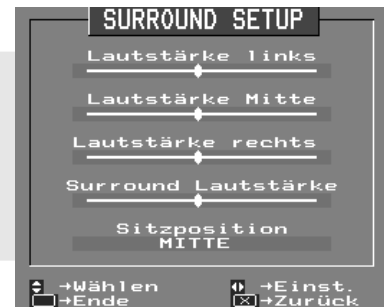 SURROUND SETUP
Lautstärke links
Lautstärke Mitte
Lautstärke rechts
Surround Lautstärke
Sitzposition
MITTE
→Wählen →Einst.
→Ende →Zurück